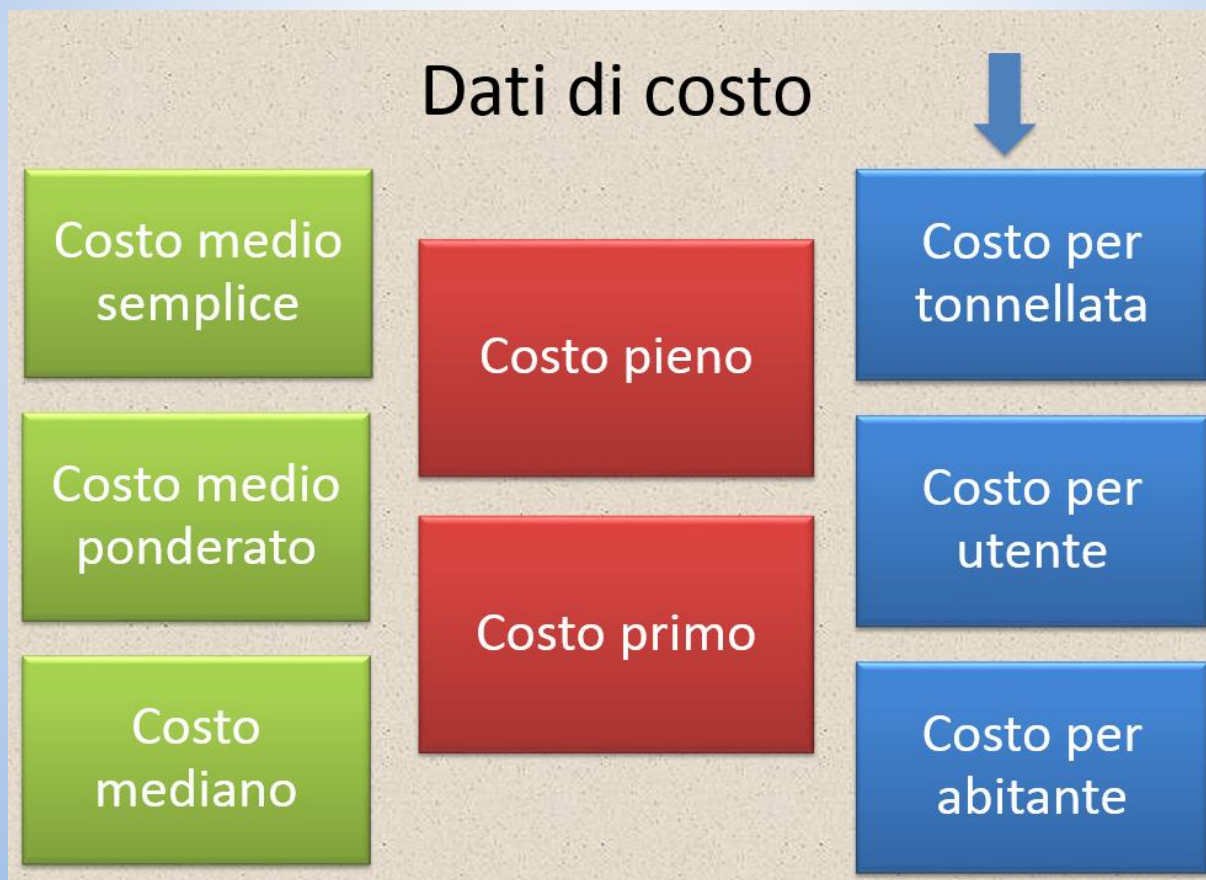 Dati di costo
Costo medio
semplice
Costo medio
ponderato
Costo
mediano
Costo pieno
Costo primo
Costo per
tonnellata
Costo per
utente
Costo per
abitante